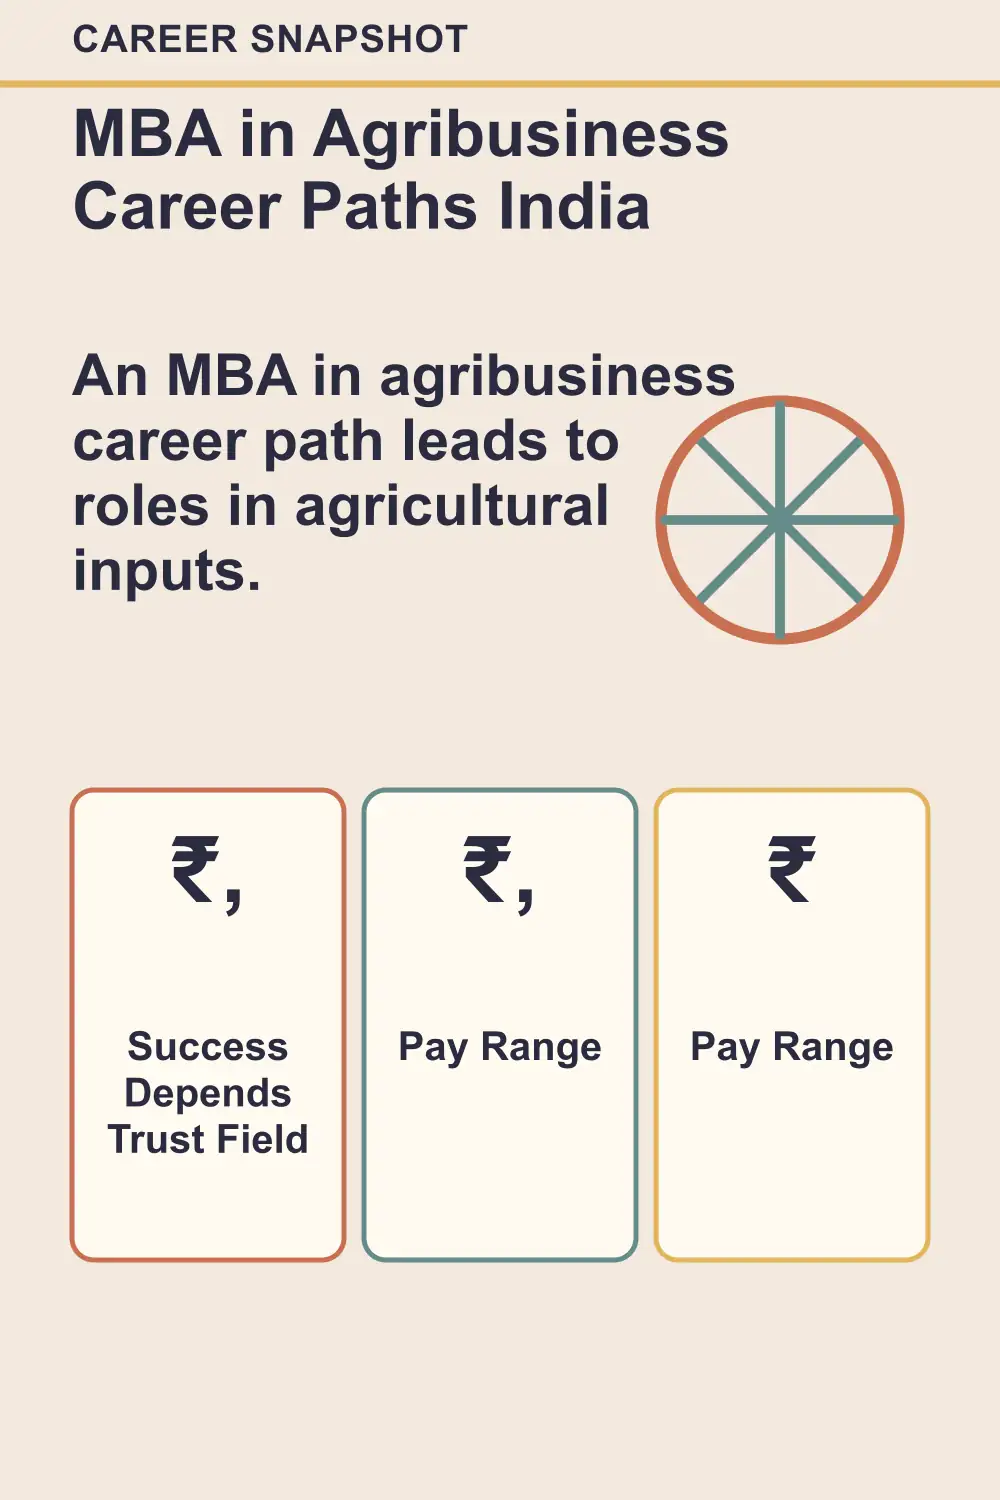 CAREER SNAPSHOT
MBA in Agribusiness
Career Paths India
An MBA in agribusiness
career path leads to
roles in agricultural
inputs.
₹,
Success
Depends
Trust Field
₹,
Pay Range
₹
Pay Range